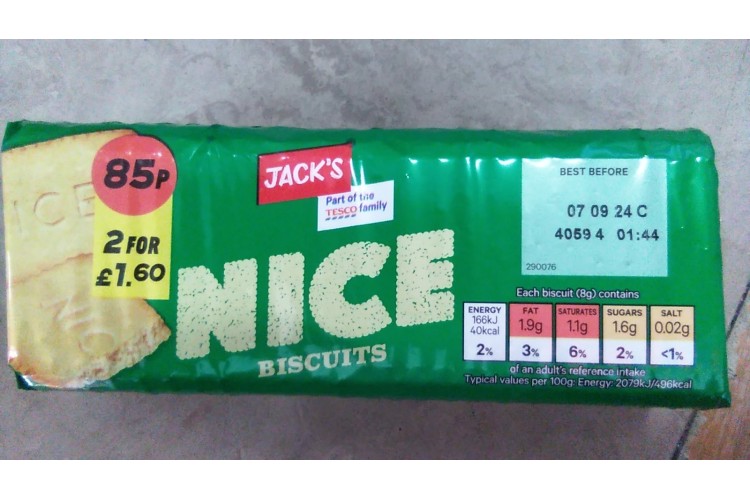 NICE
NO
85P
2 FOR
£1.60
JACK'S
Part of the
TESCO family
NICE
BISCUITS
BEST BEFORE
07 09 24 C
4059 4 01:44
290076
Each biscuit (8g) contains
ENERGY
166kJ
40kcal
2%
FAT
1.9g
3%
SATURATES
1.1g
6%
SUGARS
1.6g
2%
SALT
0.02g
<1%
of an adult's reference intake
Typical values per 100g: Energy: 2079kJ/496kcal